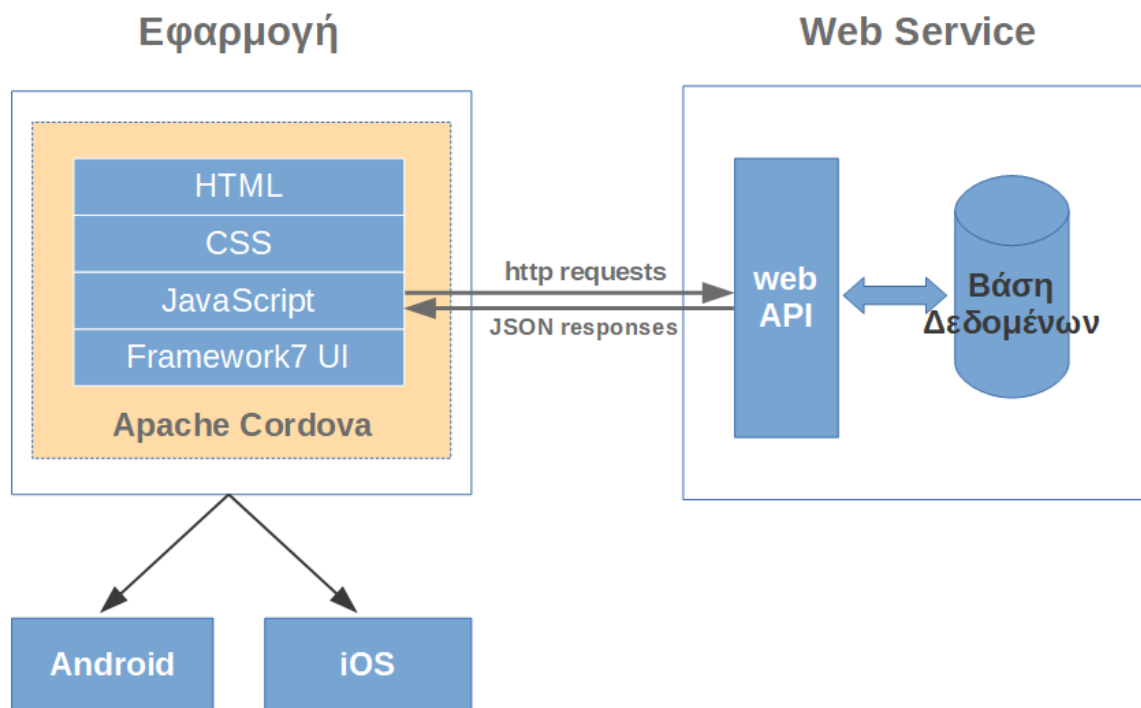 Εφαρμογή
Web Service
HTML
CSS
JavaScript
Framework7 UI
Apache Cordova
http requests
JSON responses
web
API
Βάση
Δεδομένων
Android
iOS